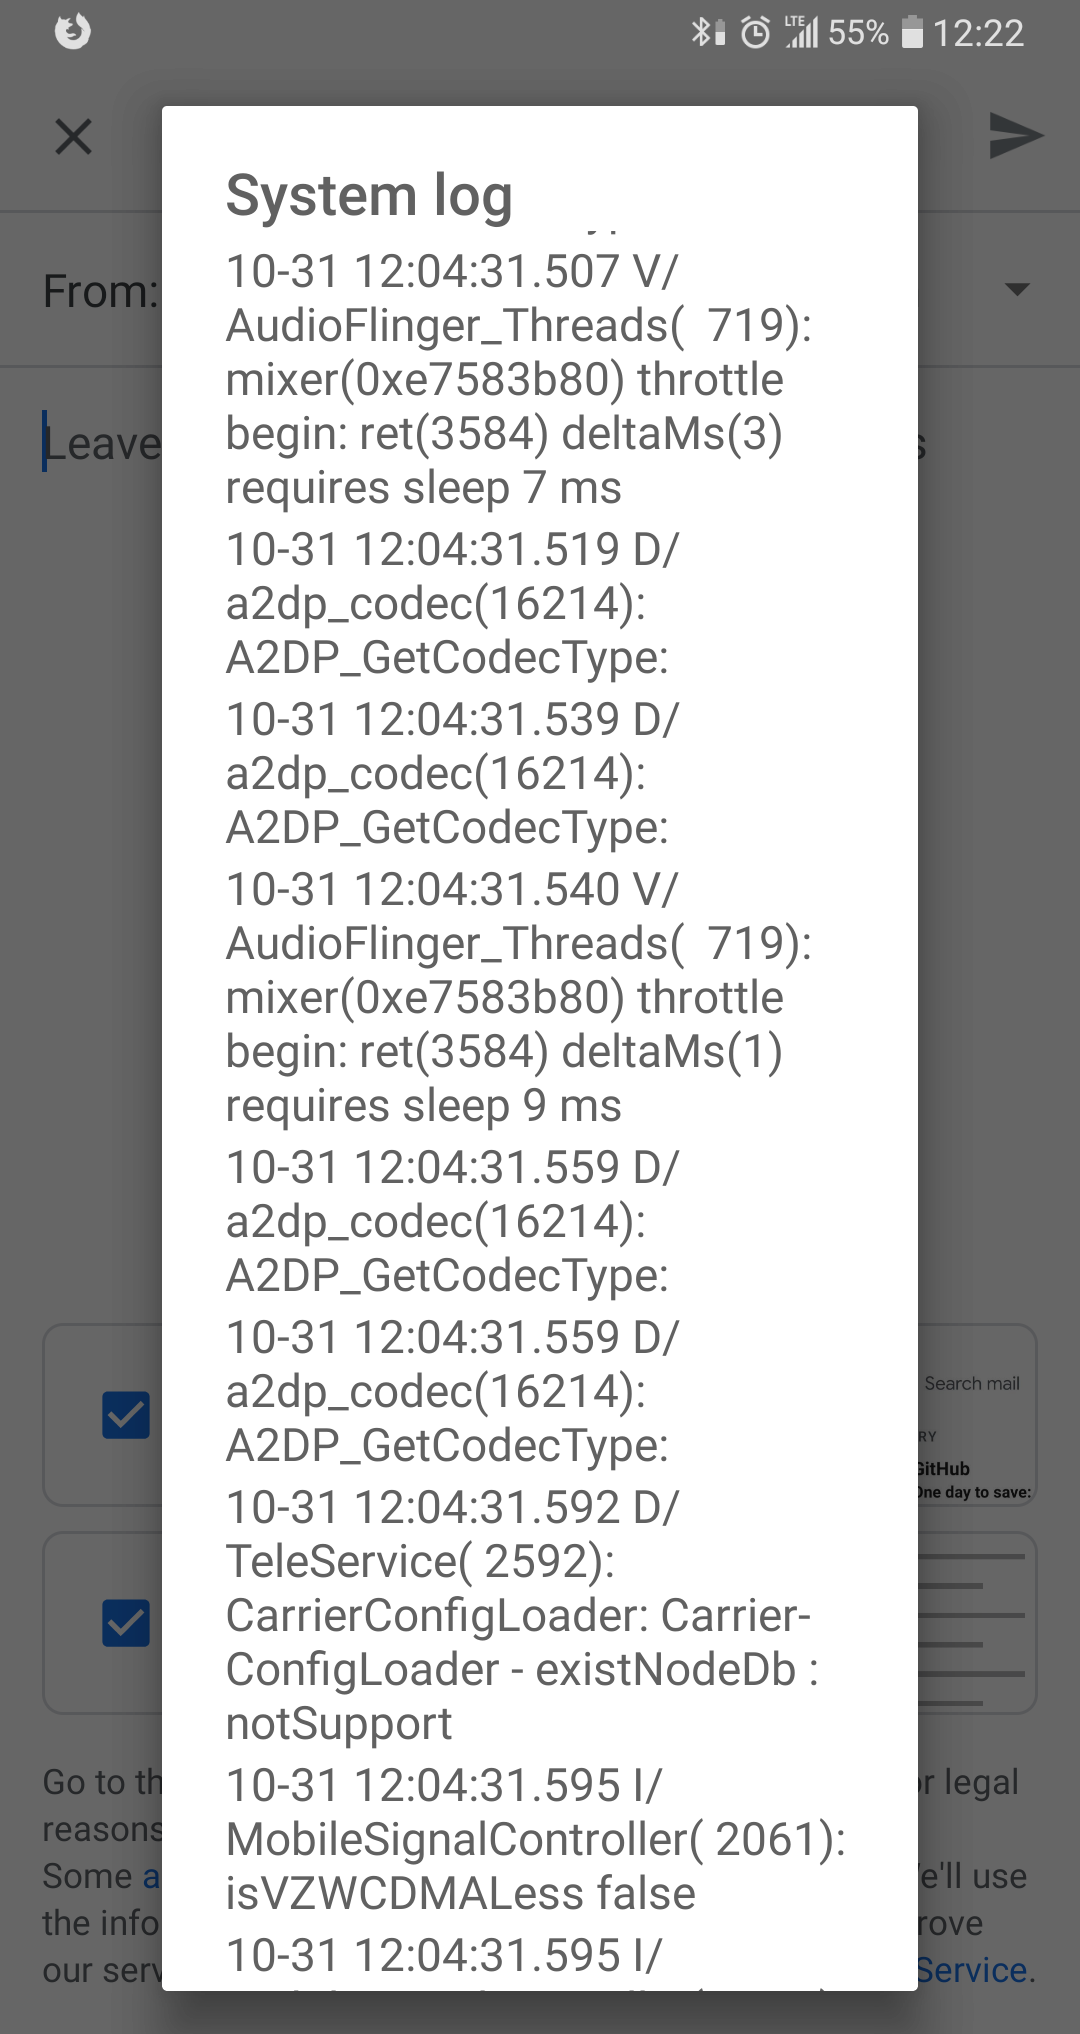 LTE 55% 12:22
System log
From:
10-31 12:04:31.507 V/
AudioFlinger_Threads(  719):
mixer(0xe7583b80) throttle
begin: ret(3584) deltaMs(3)
requires sleep 7 ms
Leave
s
10-31 12:04:31.519 D/
a2dp_codec(16214):
A2DP_GetCodecType:
10-31 12:04:31.539 D/
a2dp_codec(16214):
A2DP_GetCodecType:
10-31 12:04:31.540 V/
AudioFlinger_Threads(  719):
mixer(0xe7583b80) throttle
begin: ret(3584) deltaMs(1)
requires sleep 9 ms
10-31 12:04:31.559 D/
a2dp_codec(16214):
A2DP_GetCodecType:
10-31 12:04:31.559 D/
a2dp_codec(16214):
A2DP_GetCodecType:
10-31 12:04:31.592 D/
TeleService( 2592):
CarrierConfigLoader: Carrier-
ConfigLoader - existNodeDb :
notSupport
10-31 12:04:31.595 I/
MobileSignalController( 2061):
isVZWCDMALess false
10-31 12:04:31.595 I/
Search mail
RY
GitHub
One day to save:
Go to th
or legal
reasons
Some a
e'll use
the info
rove
our serv
Service.